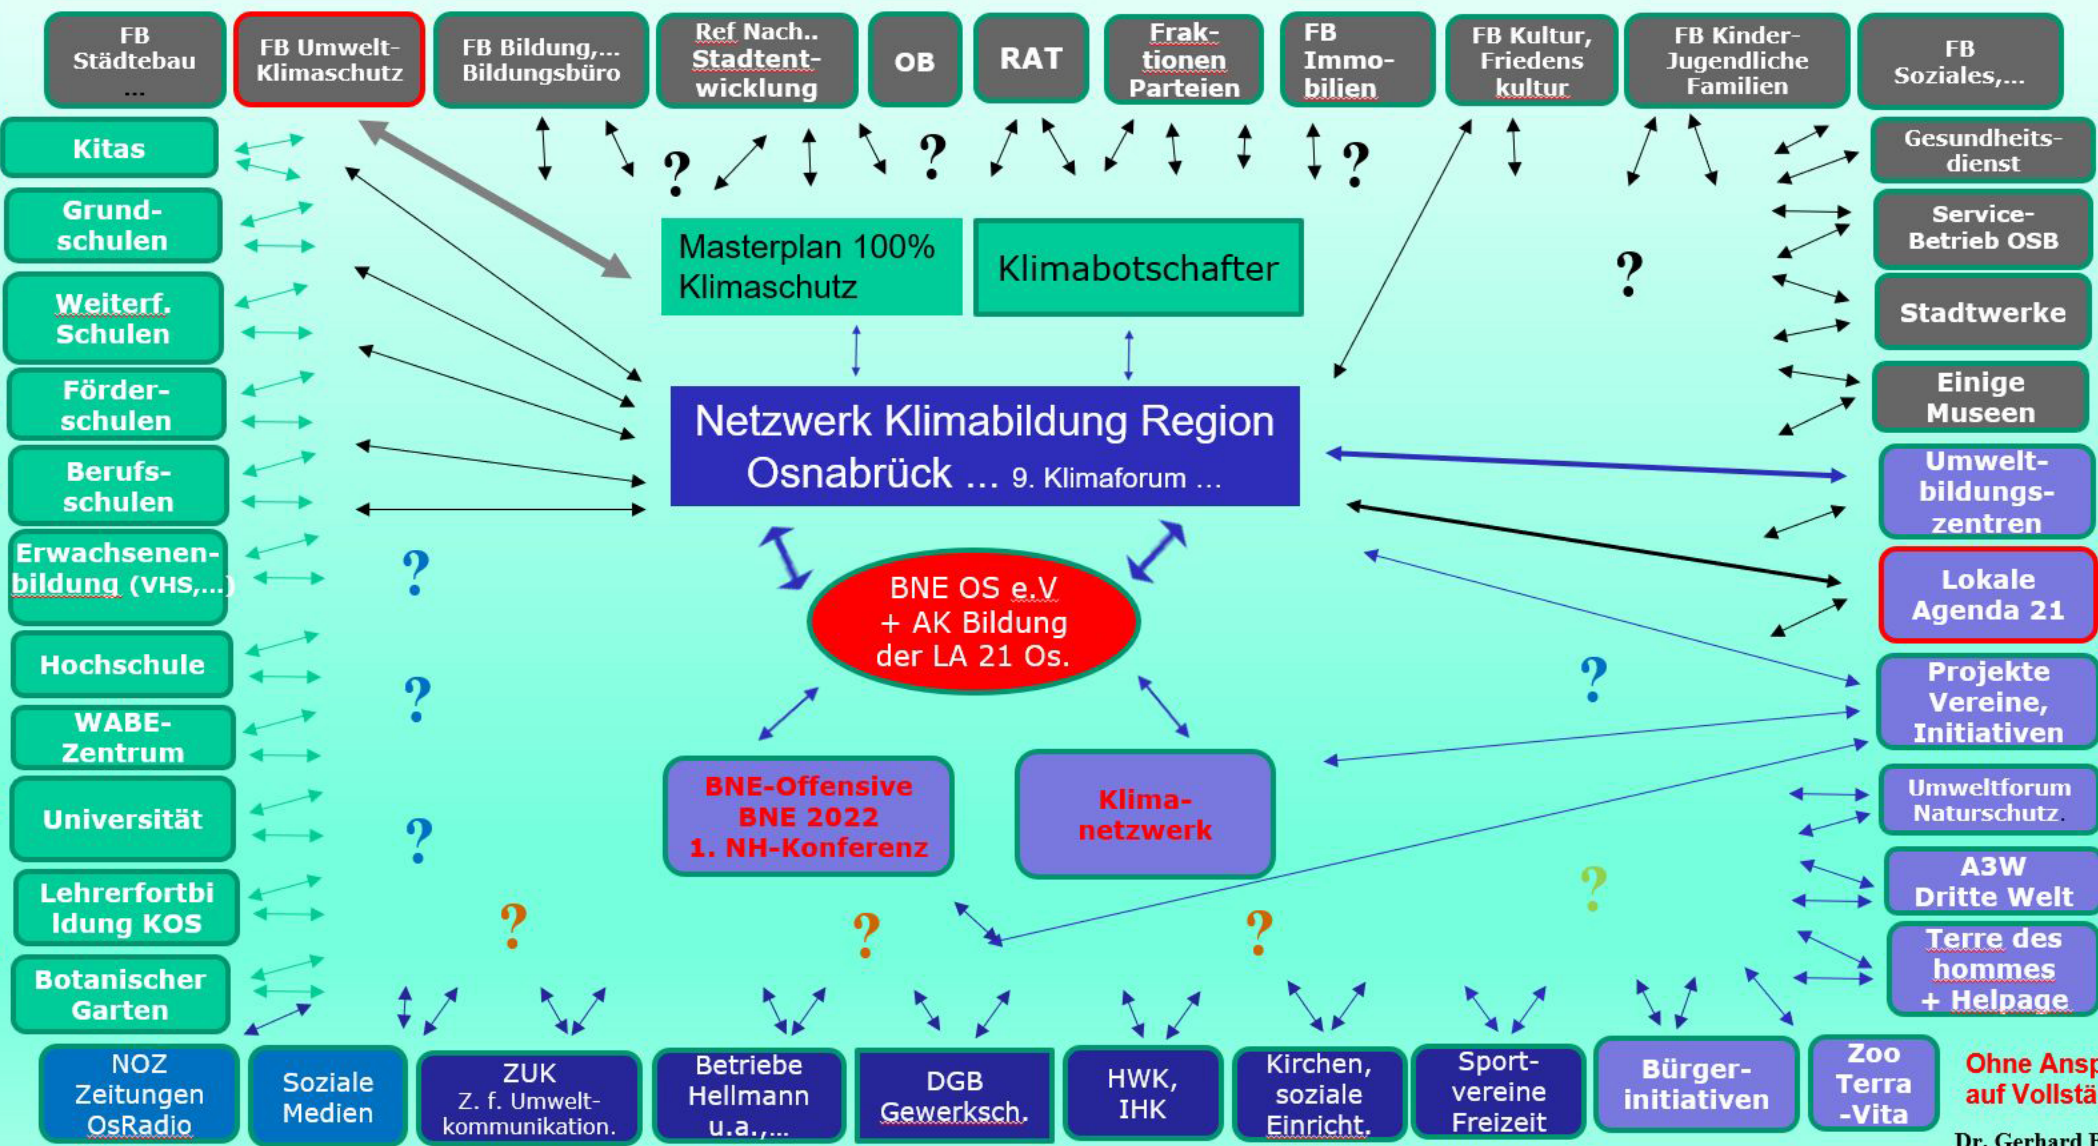 FB
Städtebau
...
FB Umwelt-
Klimaschutz
FB Bildung,...
Bildungsbüro
Ref Nach..
Stadtent-
wicklung
OB
RAT
Frak-
tionen
Parteien
FB
Immo-
bilien
FB Kultur,
Friedens
kultur
FB Kinder-
Jugendliche
Familien
FB
Soziales,...
Kitas
Grund-
schulen
Weiterf.
Schulen
Förder-
schulen
Berufs-
schulen
Erwachsenen-
bildung (VHS,...)
Hochschule
WABE-
Zentrum
Universität
Lehrerfortbi
ldung KOS
Botanischer
Garten
?
?
?
?
Masterplan 100%
Klimaschutz
Klimabotschafter
Netzwerk Klimabildung Region
Osnabrück ... 9. Klimaforum ...
?
BNE OS e.V
+ AK Bildung
der LA 21 Os.
?
?
BNE-Offensive
BNE 2022
1. NH-Konferenz
Klima-
netzwerk
?
?
?
?
?
?
Gesundheits-
dienst
Service-
Betrieb OSB
Stadtwerke
Einige
Museen
Umwelt-
bildungs-
zentren
Lokale
Agenda 21
Projekte
Vereine,
Initiativen
Umweltforum
Naturschutz.
A3W
Dritte Welt
Terre des
hommes
+ Helpage
NOZ
Zeitungen
OsRadio
Soziale
Medien
ZUK
Z. f. Umwelt-
kommunikation.
Betriebe
Hellmann
u.a.,...
DGB
Gewerksch.
HWK,
IHK
Kirchen,
soziale
Einricht.
Sport-
vereine
Freizeit
Bürger-
initiativen
Zoo
Terra
-Vita
Ohne
auf
Dr. Gerhard